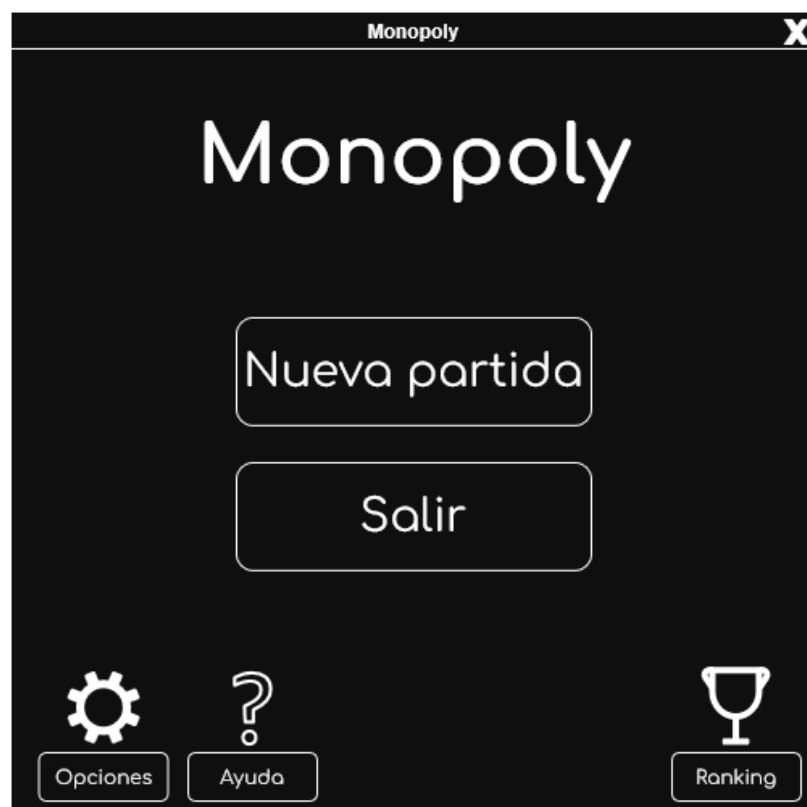 Monopoly X
Monopoly
Nueva partida
Salir
?
Opciones Ayuda Ranking